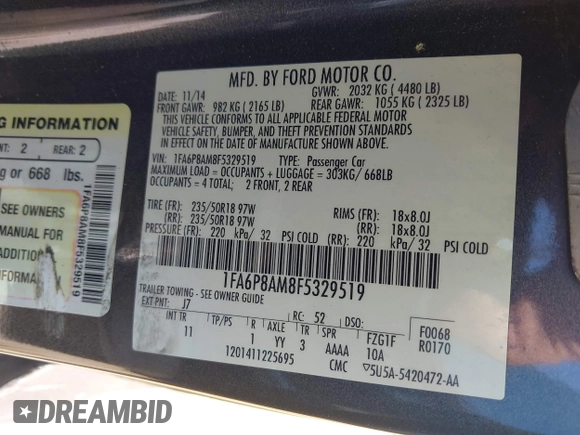 MFD. BY FORD MOTOR CO.
11/14
GVWR: 2032 KG ( 4480 LB)
FRONT GAWR: 982 KG ( 2165 LB)
REAR GAWR: 1055 KG ( 2325 LB)
THIS VEHICLE CONFORMS TO ALL APPLICABLE FEDERAL MOTOR
VEHICLE SAFETY, BUMPER, AND THEFT PREVENTION STANDARDS
IN EFFECT ON THE DATE OF MANUFACTURE SHOWN ABOVE.
VIN: 1FA6P8AM8F5329519 TYPE: Passenger Car
MAXIMUM LOAD = OCCUPANTS + LUGGAGE = 303KG/ 668LB
OCCUPANTS = 4 TOTAL; 2 FRONT, 2 REAR
TIRE (FR): 235/50R18 97W RIMS (FR): 18x8.0J
(RR): 235/50R18 97W (RR): 18x8.0J
PRESSURE (FR): 220 kPa/ 32 PSI COLD (RR): 220 kPa/ 32 PSI COLD
1FA6P8AM8F5329519
TRAILER TOWING - SEE OWNER GUIDE
EXT PNT: J7 RC: 52 DSO: F0068
INT TR TP/PS R AXLE TR SPR FZG1F R0170
11 1 YY 3 AAAA 10A
1201411225695 CMC 5U5A-5420472-AA
G INFORMATION
NT 2 REAR: 2
g or 668 lbs.
SEE OWNERS
MANUAL FOR
ADDITIONAL
1FA6P8AM8F5329519
DREAMBID